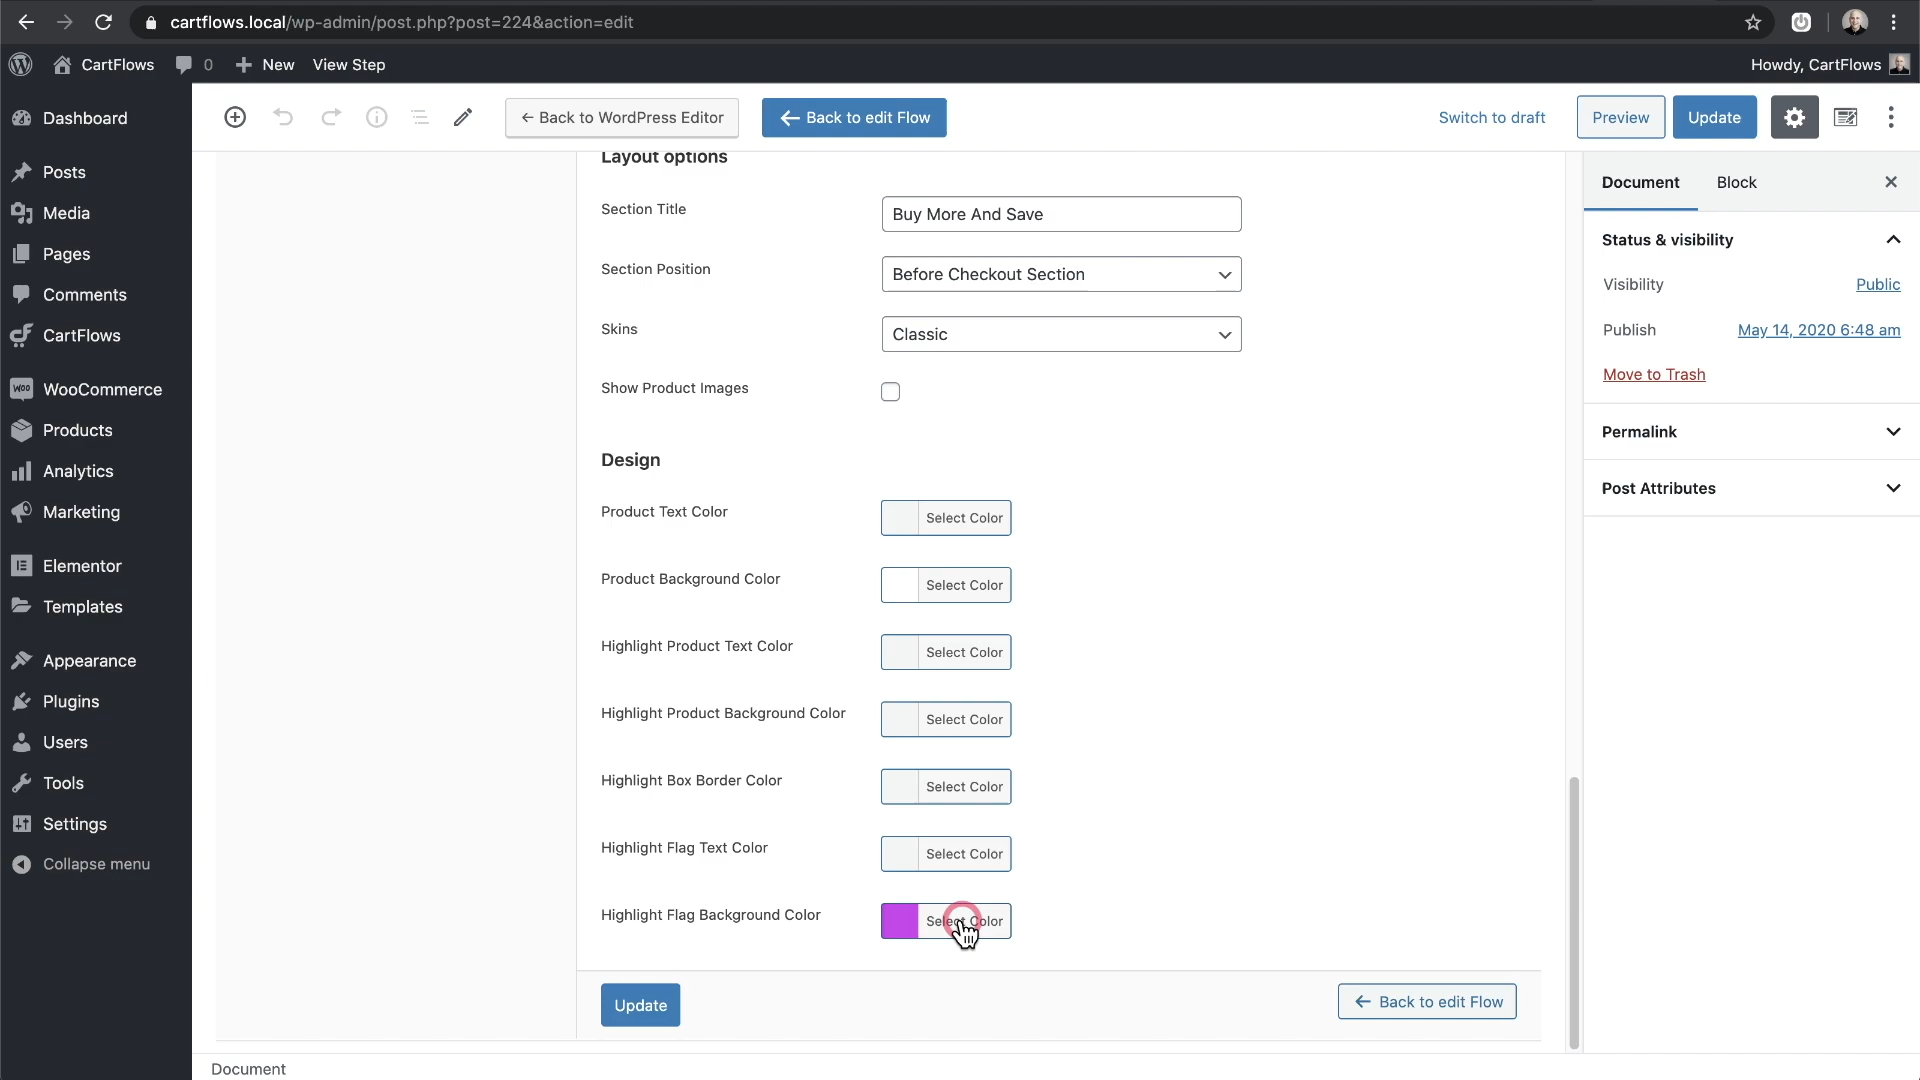 cartflows.local/wp-admin/post.php?post=224&action=edit
CartFlows
0
New
View Step
Howdy, CartFlows
Dashboard
Posts
Media
Pages
Comments
CartFlows
WooCommerce
Products
Analytics
Marketing
Elementor
Templates
Appearance
Plugins
Users
Tools
Settings
Collapse menu
← Back to WordPress Editor
← Back to edit Flow
Switch to draft
Preview
Update
Layout options
Section Title
Buy More And Save
Section Position
Before Checkout Section
Skins
Classic
Show Product Images
Design
Product Text Color
Select Color
Product Background Color
Select Color
Highlight Product Text Color
Select Color
Highlight Product Background Color
Select Color
Highlight Box Border Color
Select Color
Highlight Flag Text Color
Select Color
Highlight Flag Background Color
Select Color
Update
← Back to edit Flow
Document
Document
Block
Status & visibility
Visibility
Public
Publish
May 14, 2020 6:48 am
Move to Trash
Permalink
Post Attributes